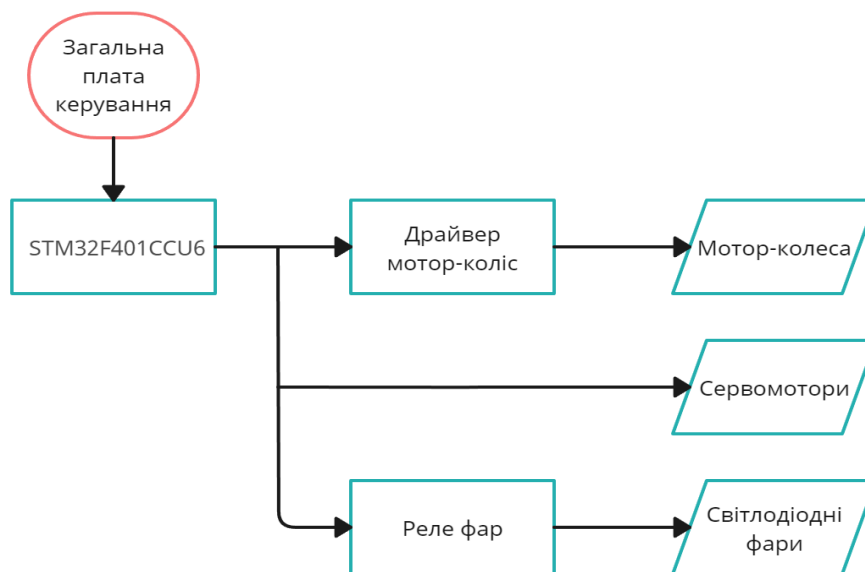 Загальна
плата
керування
STM32F401CCU6
Драйвер
мотор-коліс
Мотор-колеса
Сервомотори
Реле фар
Світлодіодні
фари